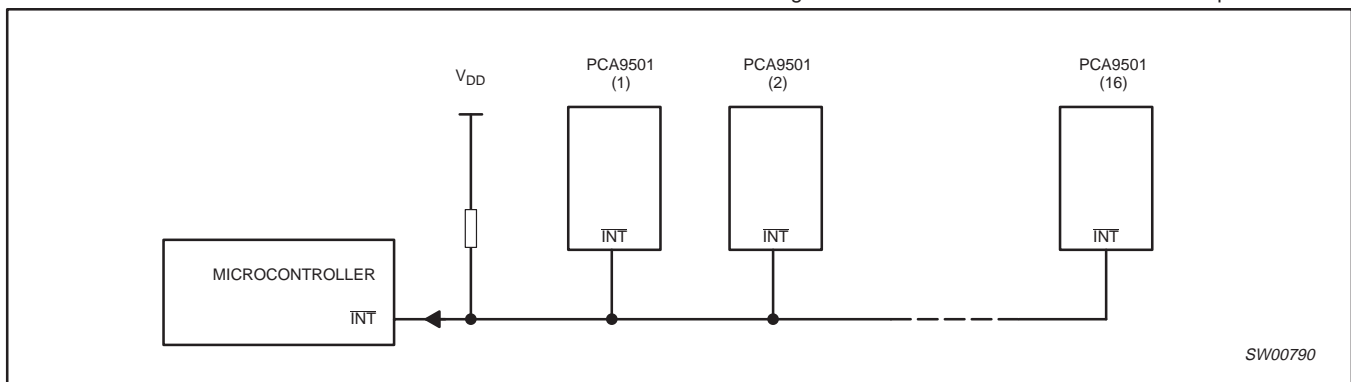 PCA9501
(1)
PCA9501
(2)
PCA9501
(16)
VDD
INT
INT
INT
MICROCONTROLLER
INT
SW00790